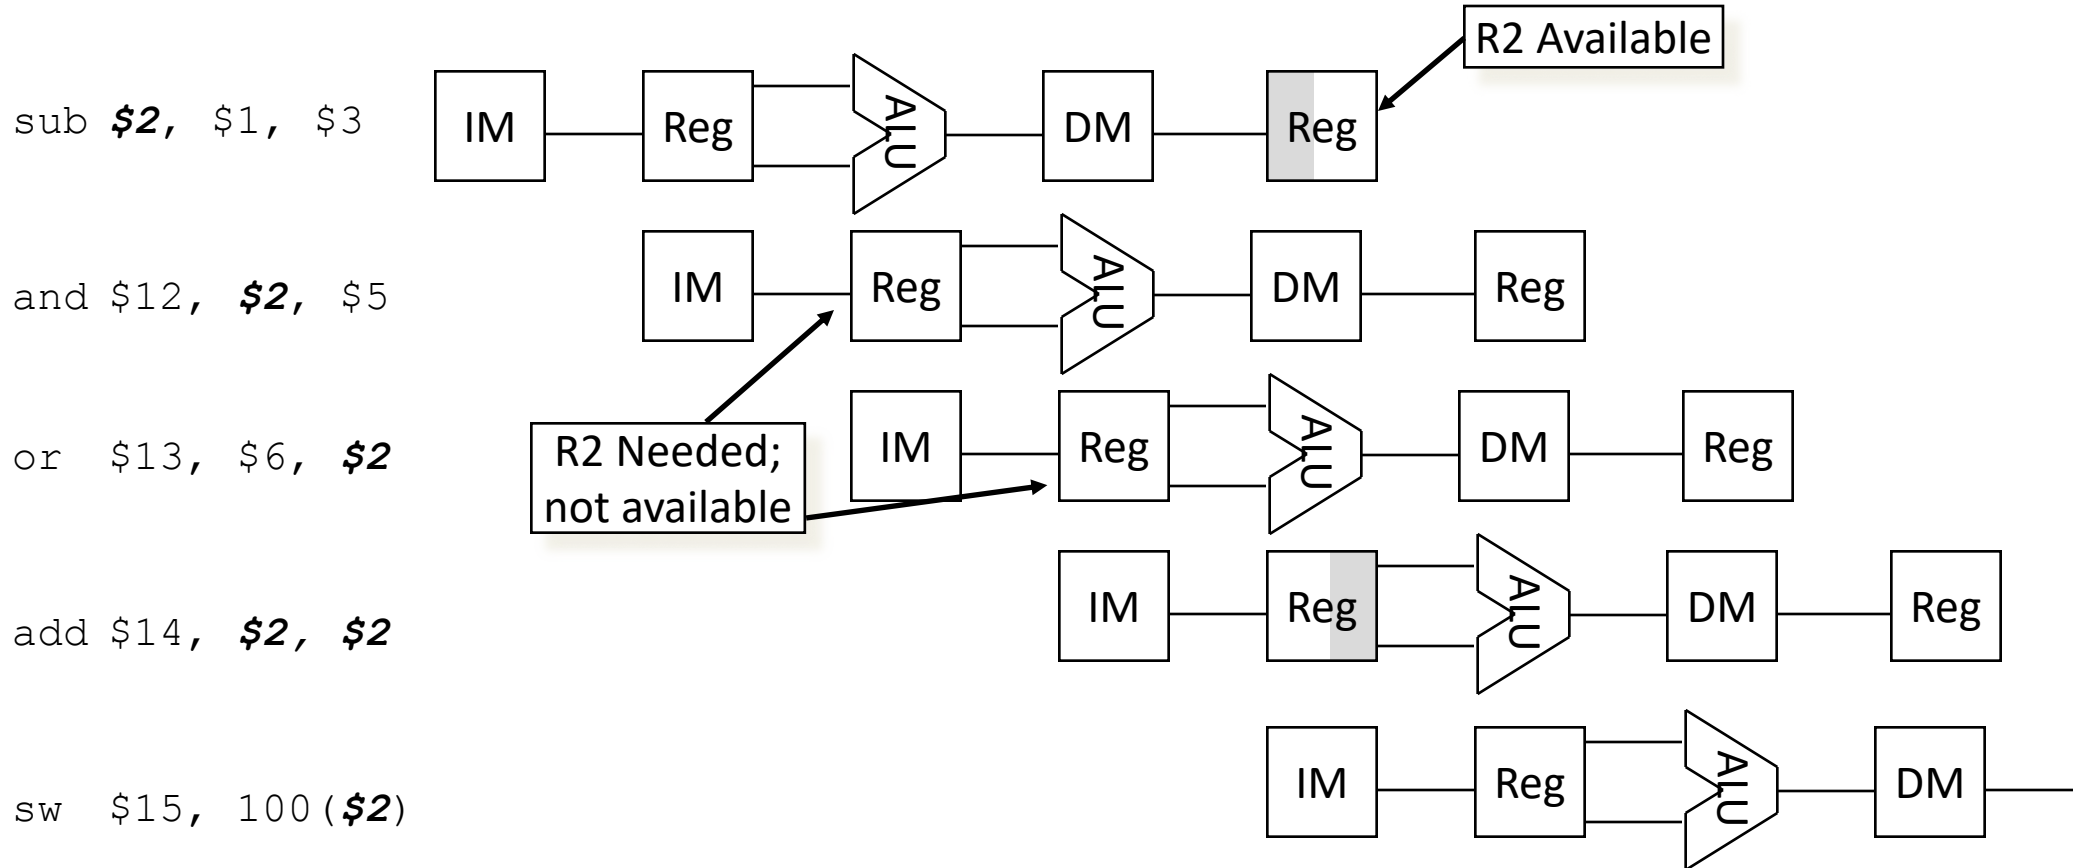 R2 Available
sub $2, $1, $3
IM Reg ALU DM Reg
and $12, $2, $5
IM Reg ALU DM Reg
R2 Needed;
not available
or $13, $6, $2
IM Reg ALU DM Reg
add $14, $2, $2
IM Reg ALU DM Reg
sw $15, 100($2)
IM Reg ALU DM